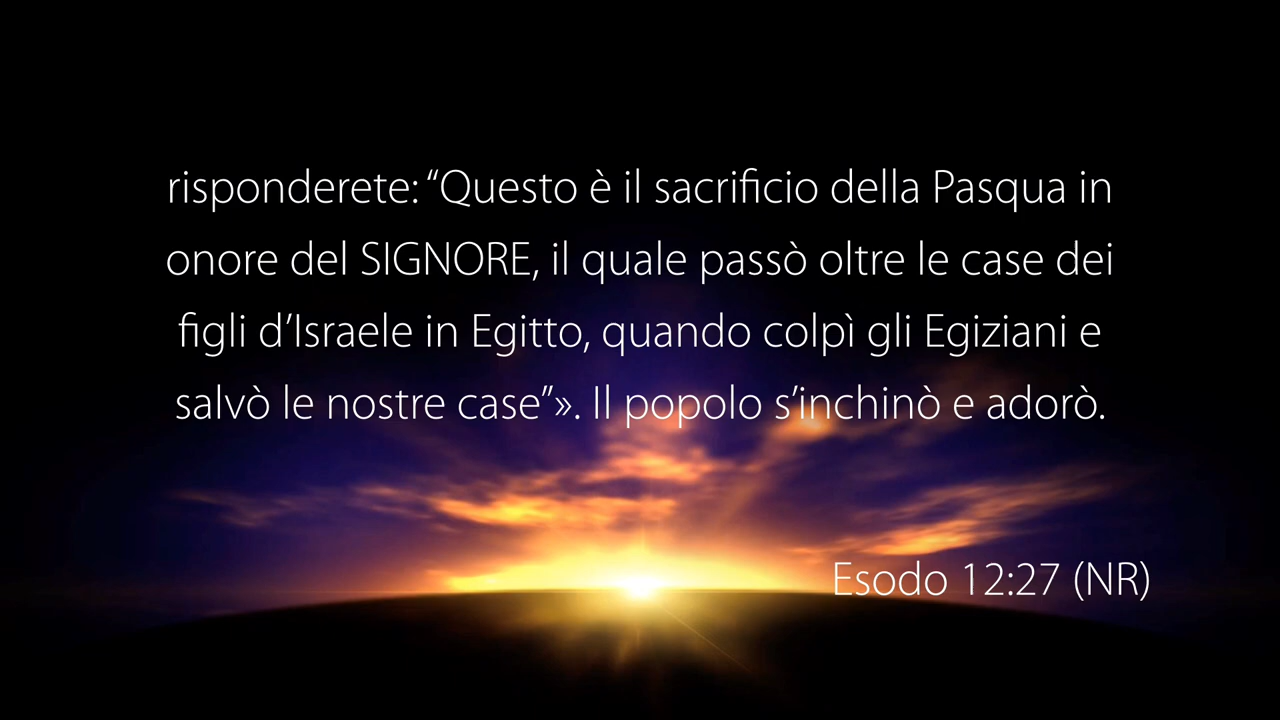 risponderete: “Questo è il sacrificio della Pasqua in
onore del SIGNORE, il quale passò oltre le case dei
figli d’Israele in Egitto, quando colpì gli Egiziani e
salvò le nostre case”». Il popolo s’inchinò e adorò.
Esodo 12:27 (NR)